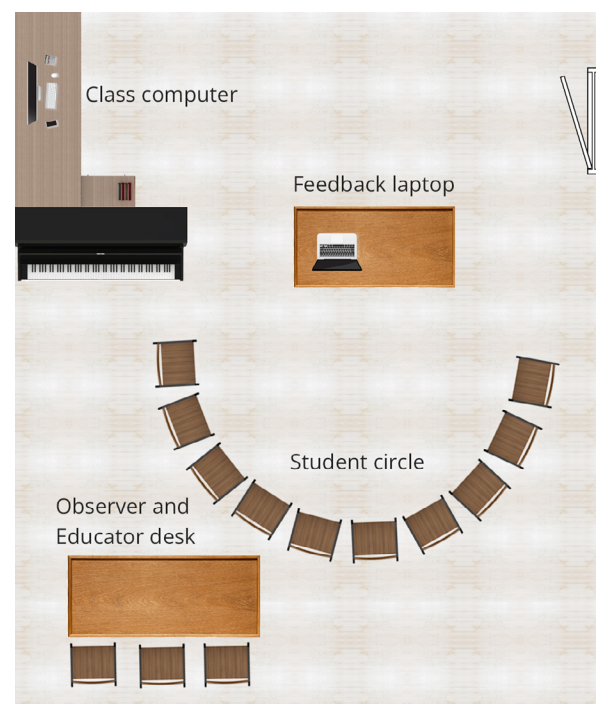 Class computer
Feedback laptop
Student circle
Observer and
Educator desk